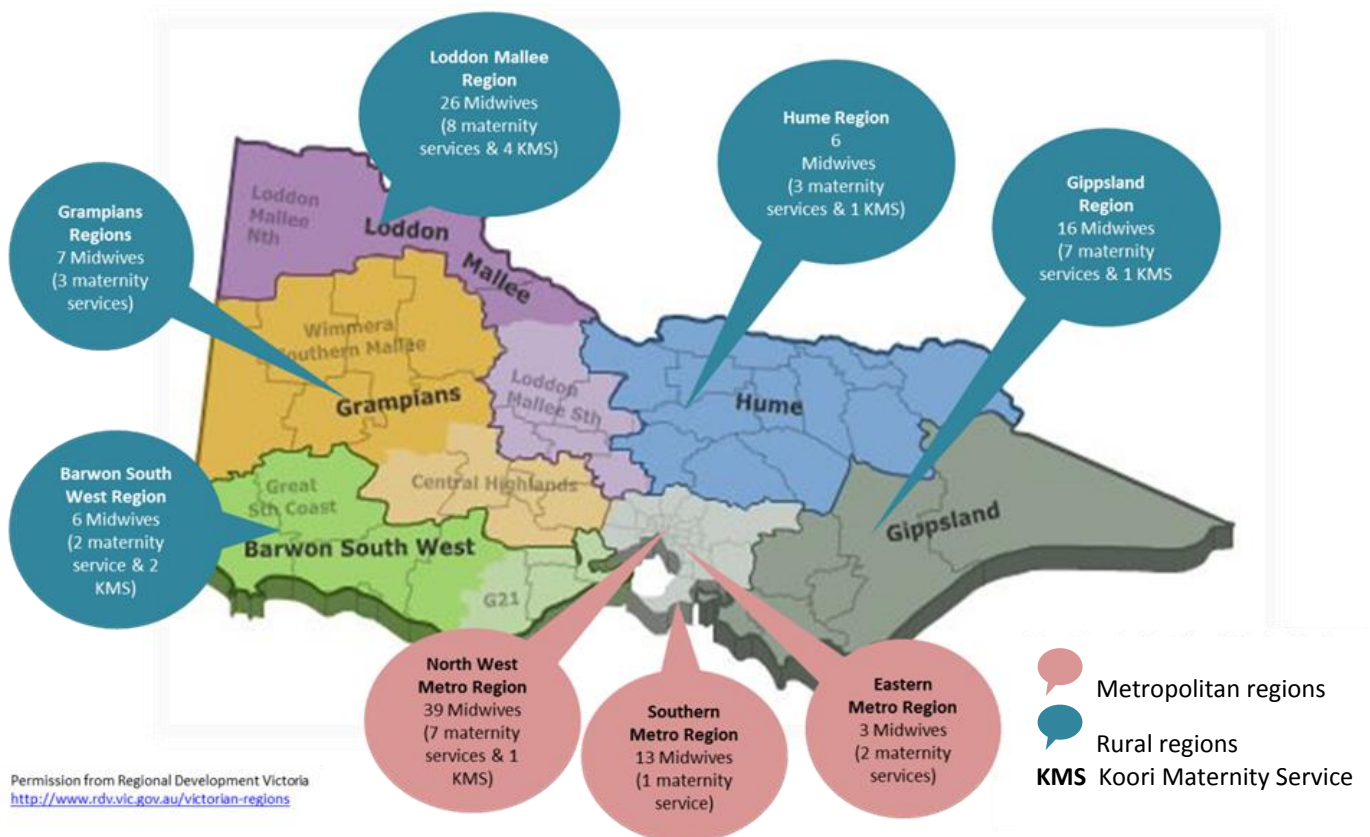 Loddon Mallee
Region
26 Midwives
(8 maternity
services & 4 KMS)
Hume Region
6
Midwives
(3 maternity
services & 1 KMS)
Gippsland
Region
16 Midwives
(7 maternity
services & 1 KMS
Grampians
Regions
7 Midwives
(3 maternity
services)
Barwon South
West Region
6 Midwives
(2 maternity
service & 2
KMS)
Loddon
Mallee
Nth
Loddon
Mallee
Wimmera
Southern Mallee
Grampians
Loddon
Mallee Sth
Hume
Central Highlands
Great
Sth Coast
Barwon South West
G21
Gippsland
North West
Metro Region
39 Midwives
(7 maternity
services & 1
KMS)
Southern
Metro Region
13 Midwives
(1 maternity
service)
Eastern
Metro Region
3 Midwives
(2 maternity
services)
Metropolitan regions
Rural regions
KMS Koori Maternity Service
Permission from Regional Development Victoria
http://www.rdv.vic.gov.au/victorian-regions